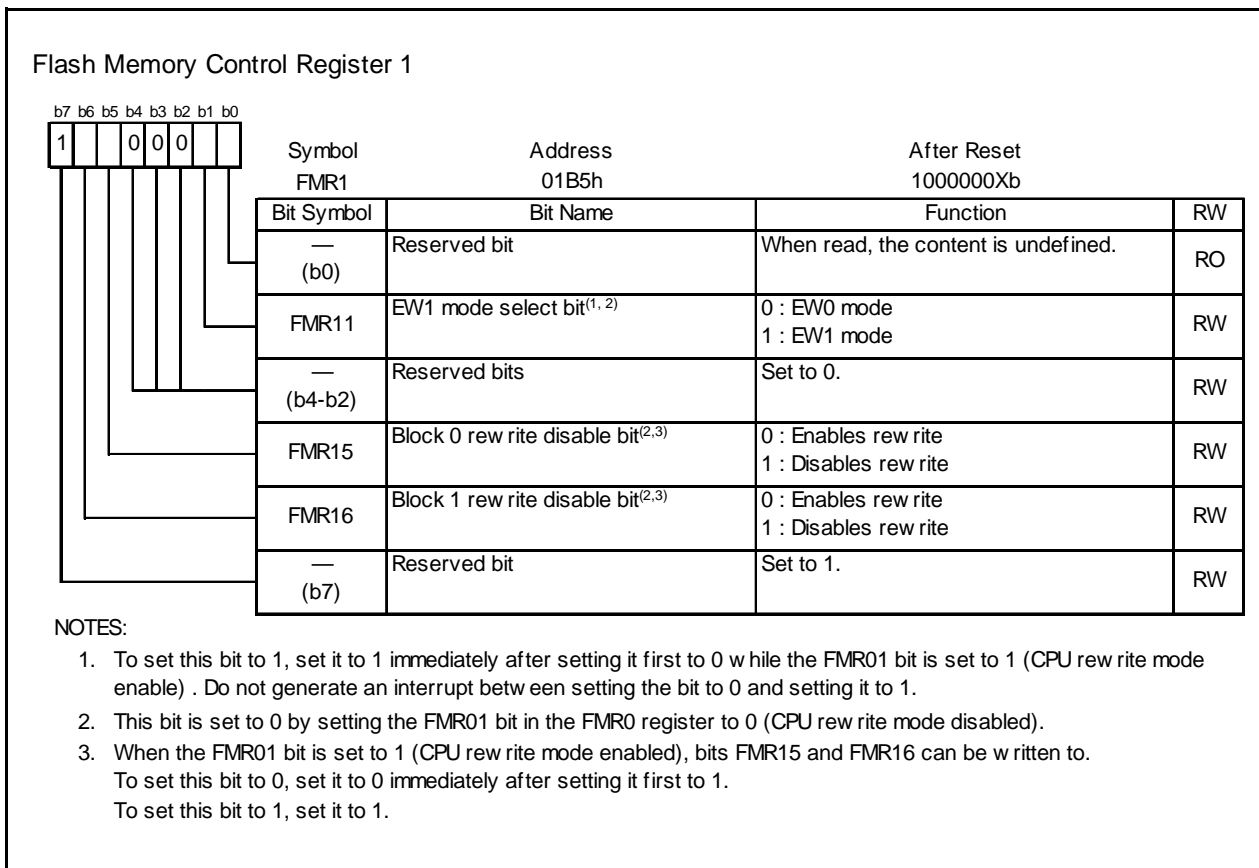 Flash Memory Control Register 1
b7 b6 b5 b4 b3 b2 b1 b0
1 0 0 0
Symbol Address After Reset
FMR1 01B5h 1000000Xb
Bit Symbol Bit Name Function RW
— (b0) Reserved bit When read, the content is undefined. RO
FMR11 EW1 mode select bit(1, 2) 0 : EW0 mode
1 : EW1 mode RW
— (b4-b2) Reserved bits Set to 0. RW
FMR15 Block 0 rew rite disable bit(2,3) 0 : Enables rew rite
1 : Disables rew rite RW
FMR16 Block 1 rew rite disable bit(2,3) 0 : Enables rew rite
1 : Disables rew rite RW
— (b7) Reserved bit Set to 1. RW
NOTES:
1. To set this bit to 1, set it to 1 immediately after setting it first to 0 w hile the FMR01 bit is set to 1 (CPU rew rite mode
enable) . Do not generate an interrupt betw een setting the bit to 0 and setting it to 1.
2. This bit is set to 0 by setting the FMR01 bit in the FMR0 register to 0 (CPU rew rite mode disabled).
3. When the FMR01 bit is set to 1 (CPU rew rite mode enabled), bits FMR15 and FMR16 can be w ritten to.
To set this bit to 0, set it to 0 immediately after setting it first to 1.
To set this bit to 1, set it to 1.